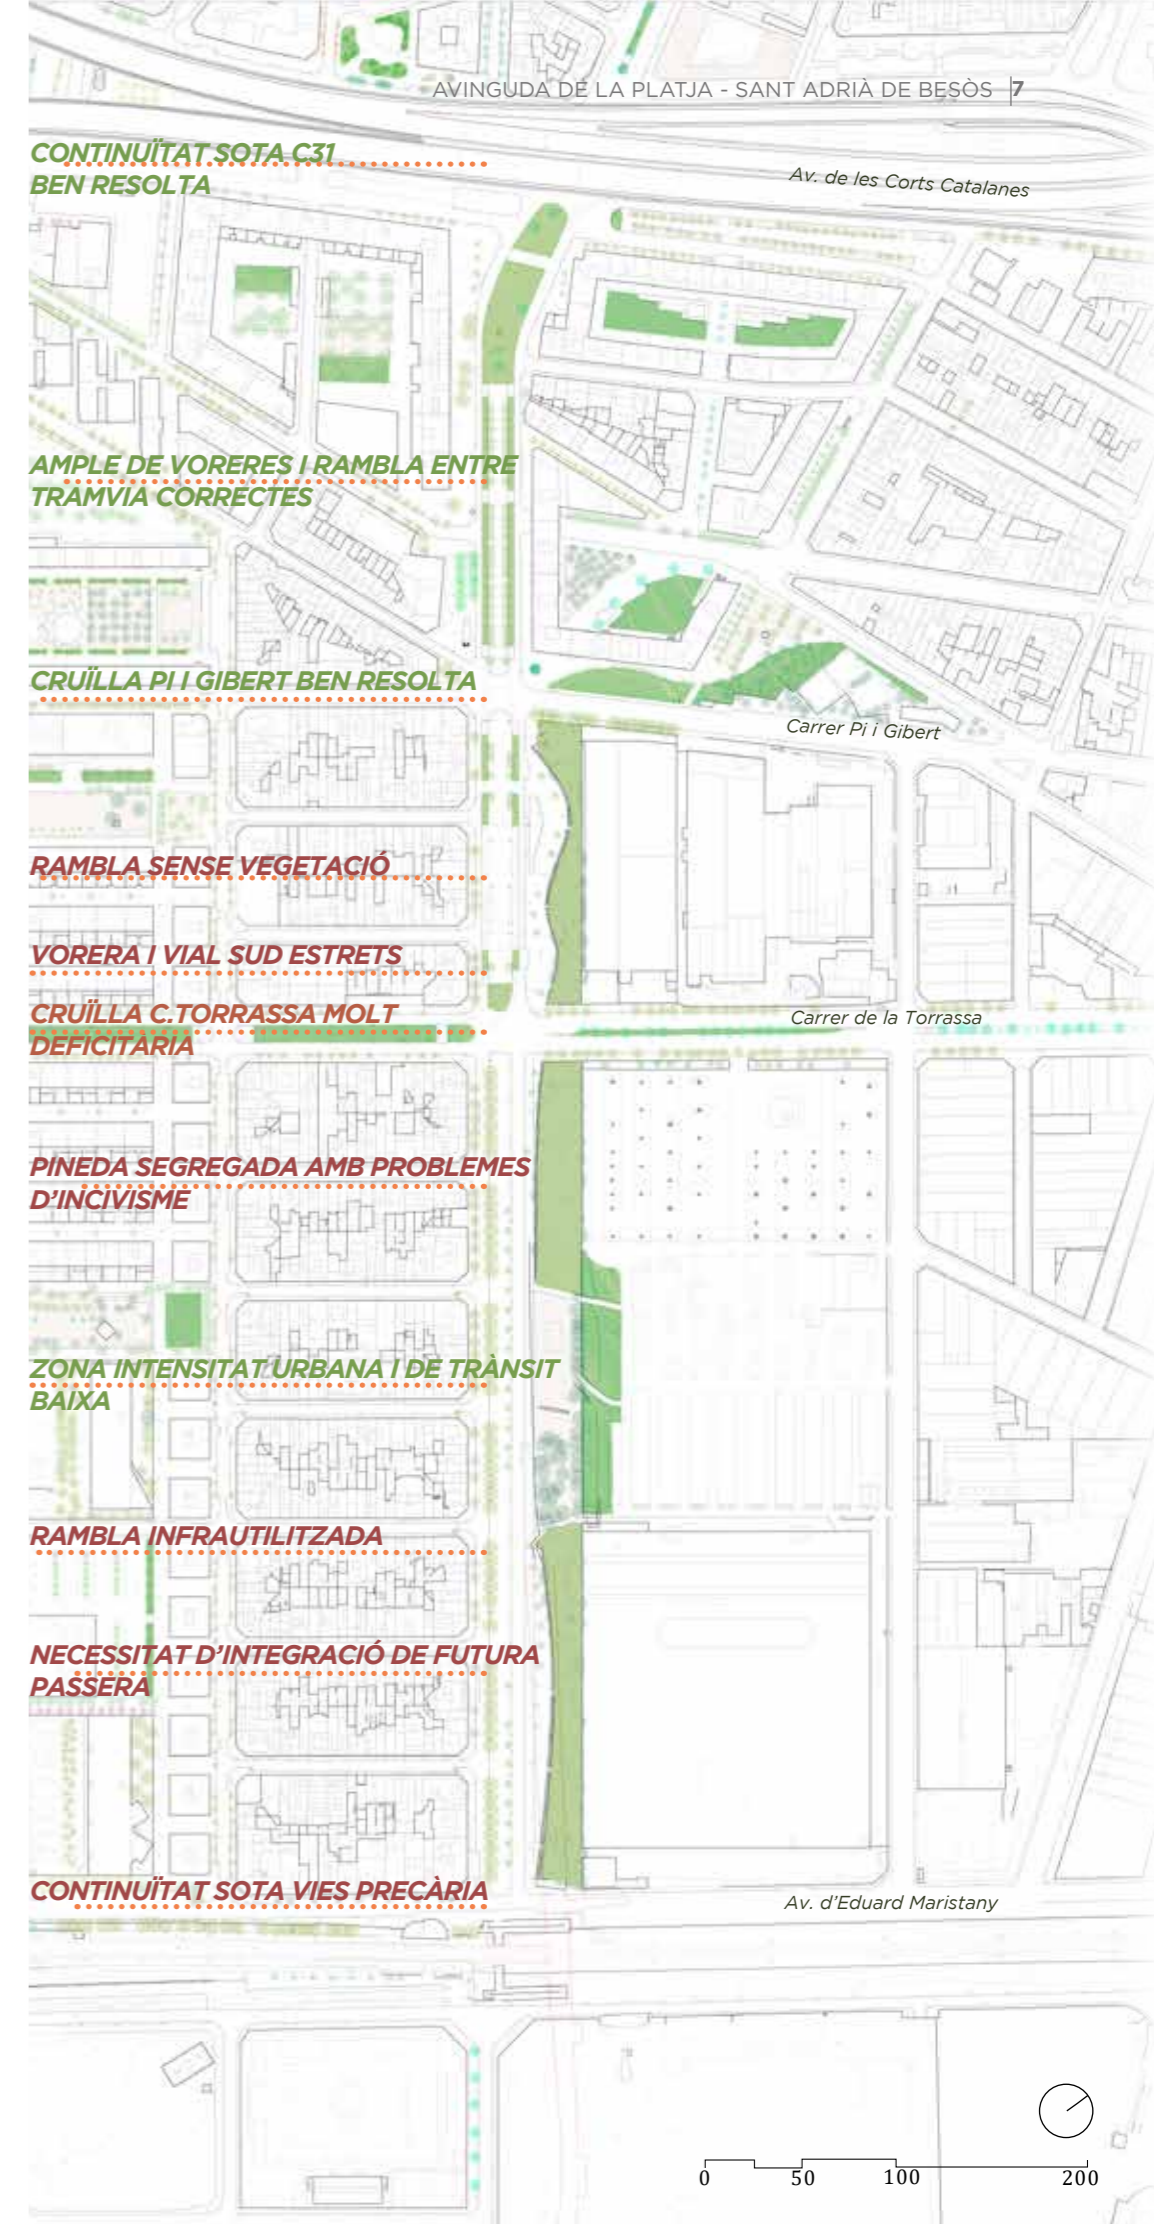 AVINGUDA DE LA PLATJA - SANT ADRIÀ DE BESÒS | 7
CONTINUÏTAT SOTA C31
BEN RESOLTA
Av. de les Corts Catalanes
AMPLE DE VORERES I RAMBLA ENTRE
TRAMVIA CORRECTES
CRUÏLLA PI I GIBERT BEN RESOLTA
Carrer Pi i Gibert
RAMBLA SENSE VEGETACIÓ
VORERA I VIAL SUD ESTRETS
CRUÏLLA C.TORRASSA MOLT
DEFICITÀRIA
Carrer de la Torrassa
PINEDA SEGREGADA AMB PROBLEMES
D'INCIVISME
ZONA INTENSITAT URBANA I DE TRÀNSIT
BAIXA
RAMBLA INFRAUTILITZADA
NECESSITAT D'INTEGRACIÓ DE FUTURA
PASSERA
CONTINUÏTAT SOTA VIES PRECÀRIA
Av. d'Eduard Maristany
0 50 100 200